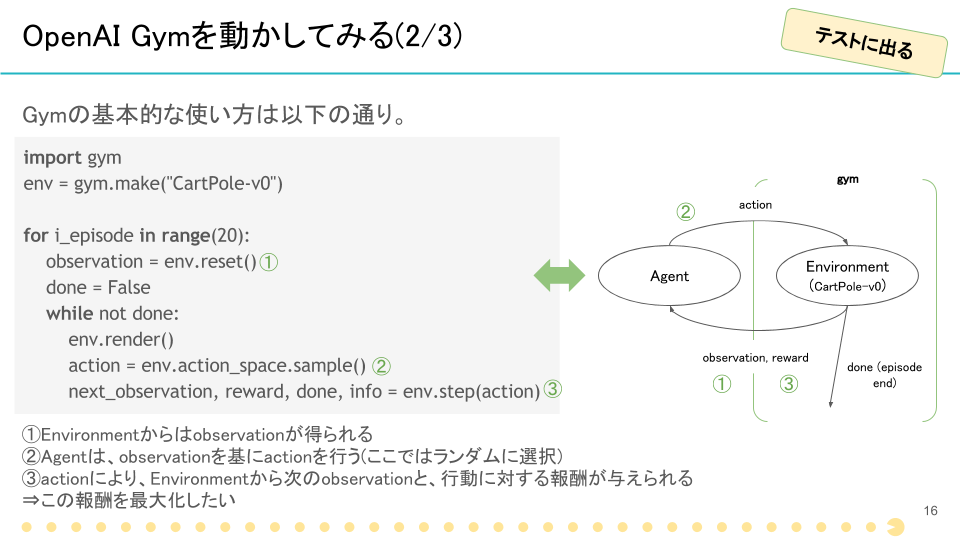 OpenAI Gymを動かしてみる(2/3)
テストに出る
Gymの基本的な使い方は以下の通り。
import gym
env = gym.make("CartPole-v0")
for i_episode in range(20):
observation = env.reset()①
done = False
while not done:
env.render()
action = env.action_space.sample() ②
next_observation, reward, done, info = env.step(action)③
gym
action
②
Agent
Environment
(CartPole-v0)
observation, reward
① ③
done (episode
end)
①Environmentからはobservationが得られる
②Agentは、observationを基にactionを行う(ここではランダムに選択)
③actionにより、Environmentから次のobservationと、行動に対する報酬が与えられる
⇒この報酬を最大化したい
16